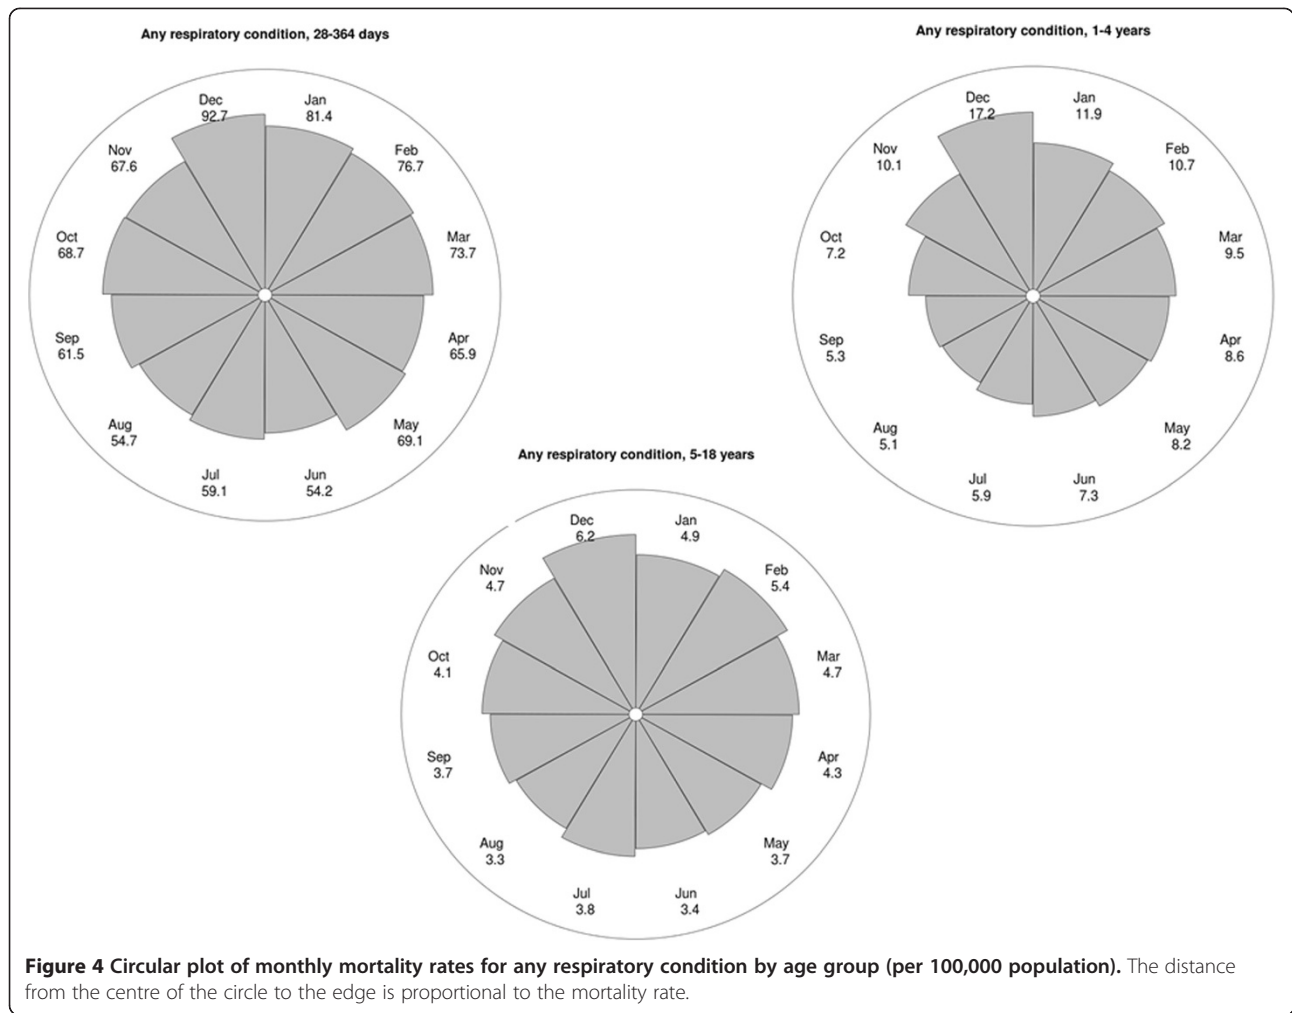 Any respiratory condition, 28-364 days
Dec
92.7
Jan
81.4
Feb
76.7
Mar
73.7
Apr
65.9
May
69.1
Jun
54.2
Jul
59.1
Aug
54.7
Sep
61.5
Oct
68.7
Nov
67.6
Any respiratory condition, 1-4 years
Dec
17.2
Jan
11.9
Feb
10.7
Mar
9.5
Apr
8.6
May
8.2
Jun
7.3
Jul
5.9
Aug
5.1
Sep
5.3
Oct
7.2
Nov
10.1
Any respiratory condition, 5-18 years
Dec
6.2
Jan
4.9
Feb
5.4
Mar
4.7
Apr
4.3
May
3.7
Jun
3.4
Jul
3.8
Aug
3.3
Sep
3.7
Oct
4.1
Nov
4.7
Figure 4 Circular plot of monthly mortality rates for any respiratory condition by age group (per 100,000 population). The distance
from the centre of the circle to the edge is proportional to the mortality rate.